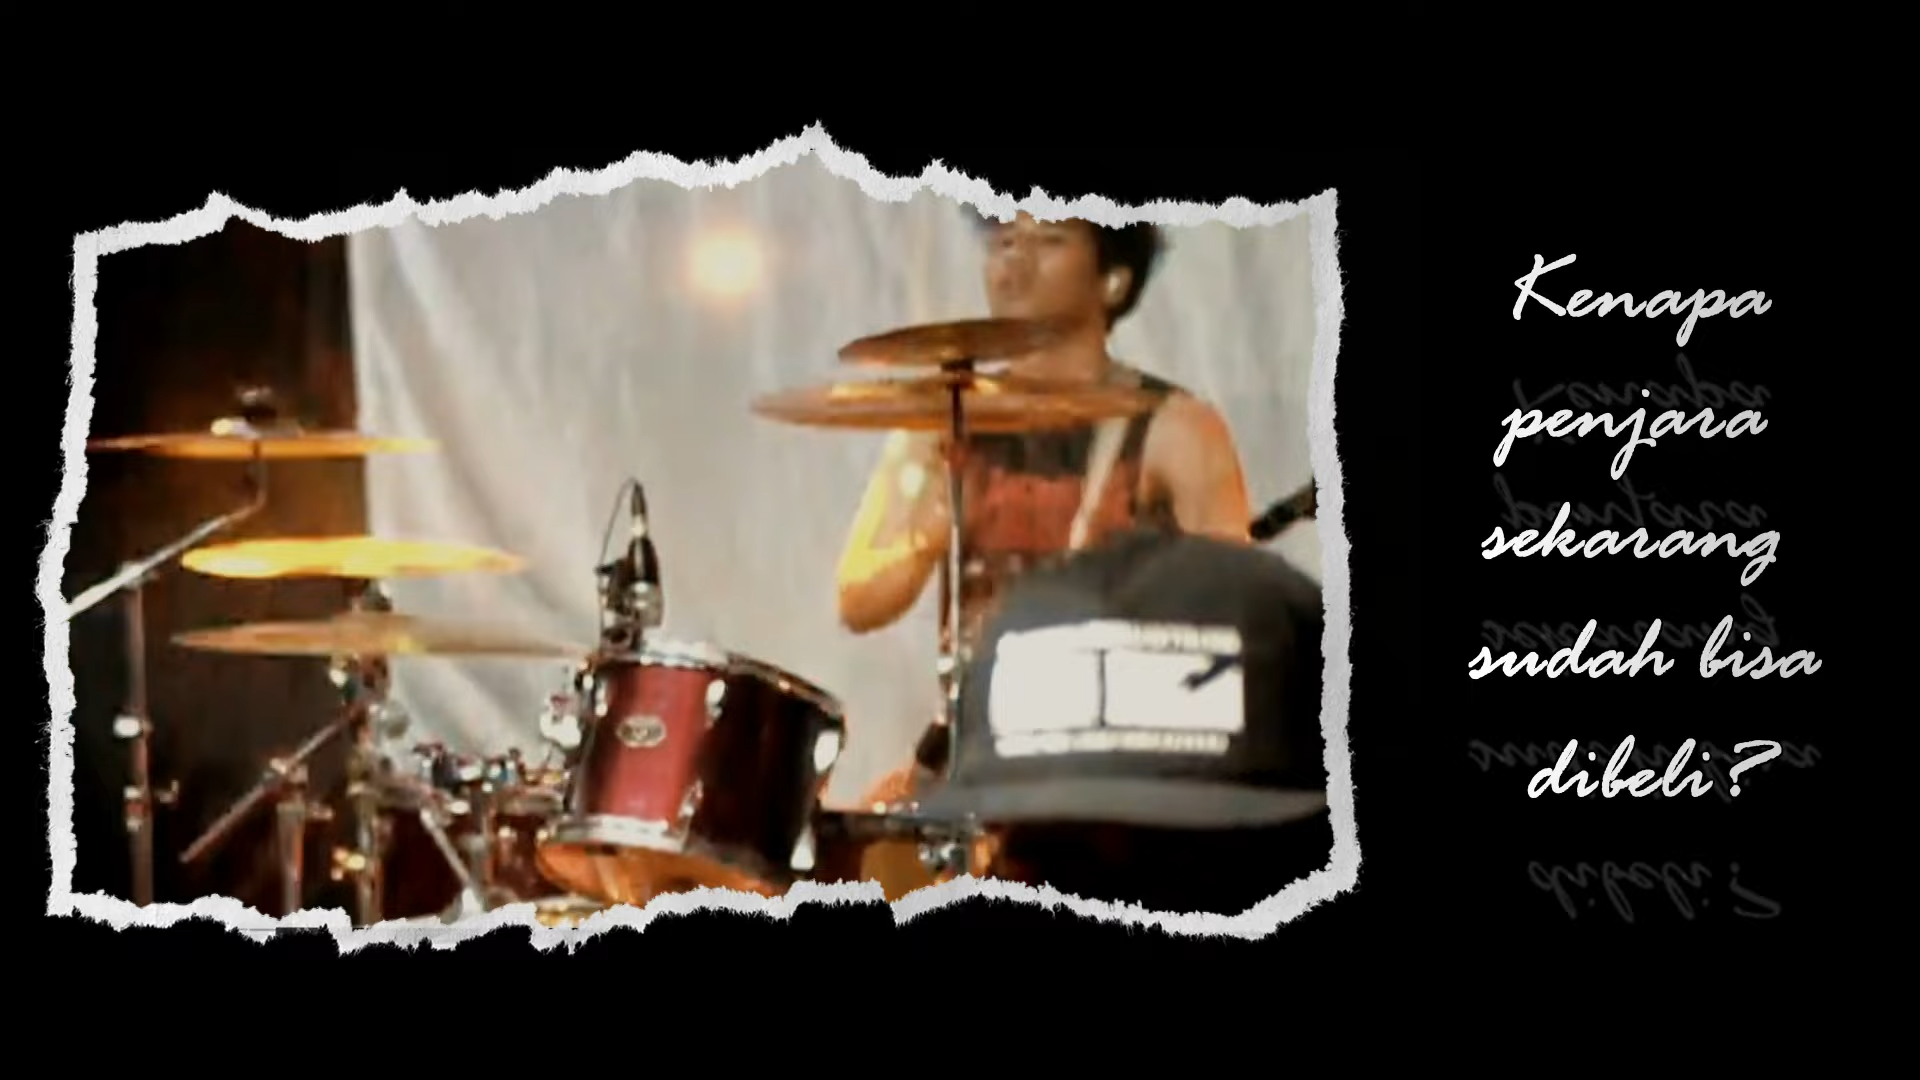 Kenapa
penjara
sekarang
sudah bisa
dibeli?